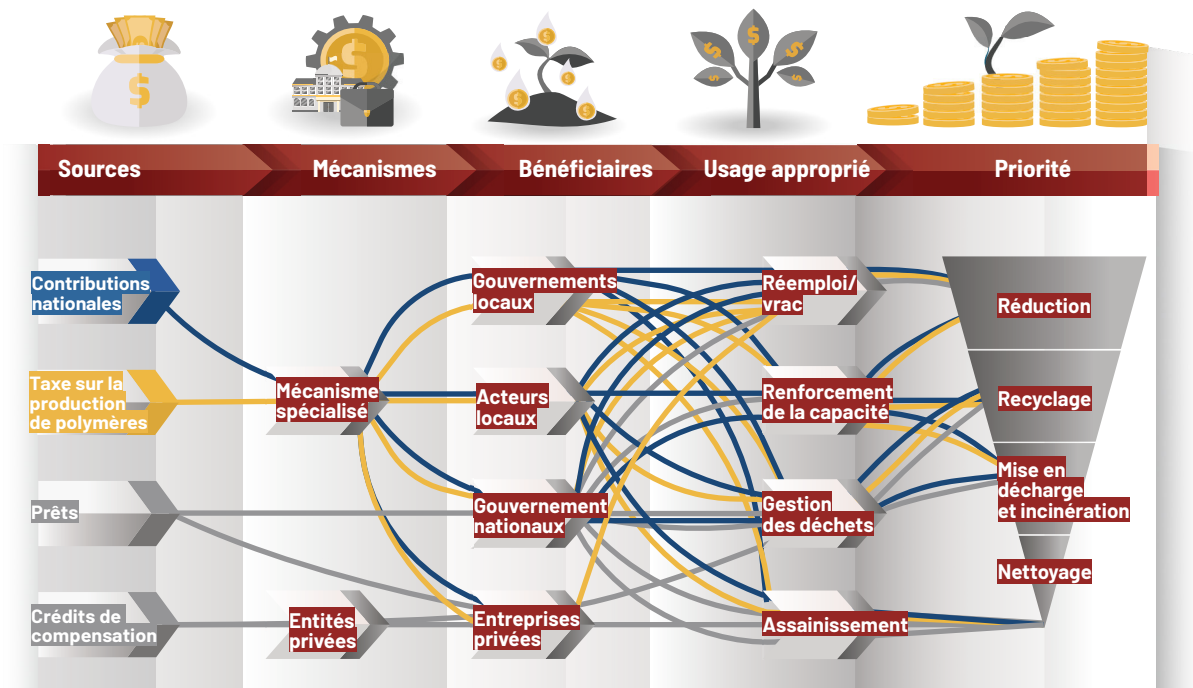 Sources
Mécanismes
Bénéficiaires
Usage approprié
Priorité
Contributions
nationales
Taxe sur la
production
de polymères
Prêts
Crédits de
compensation
Mécanisme
spécialisé
Entités
privées
Gouvernements
locaux
Acteurs
locaux
Gouvernement
nationaux
Entreprises
privées
Réemploi/
vrac
Renforcement
de la capacité
Gestion
des déchets
Assainissement
Réduction
Recyclage
Mise en
décharge
et incinération
Nettoyage